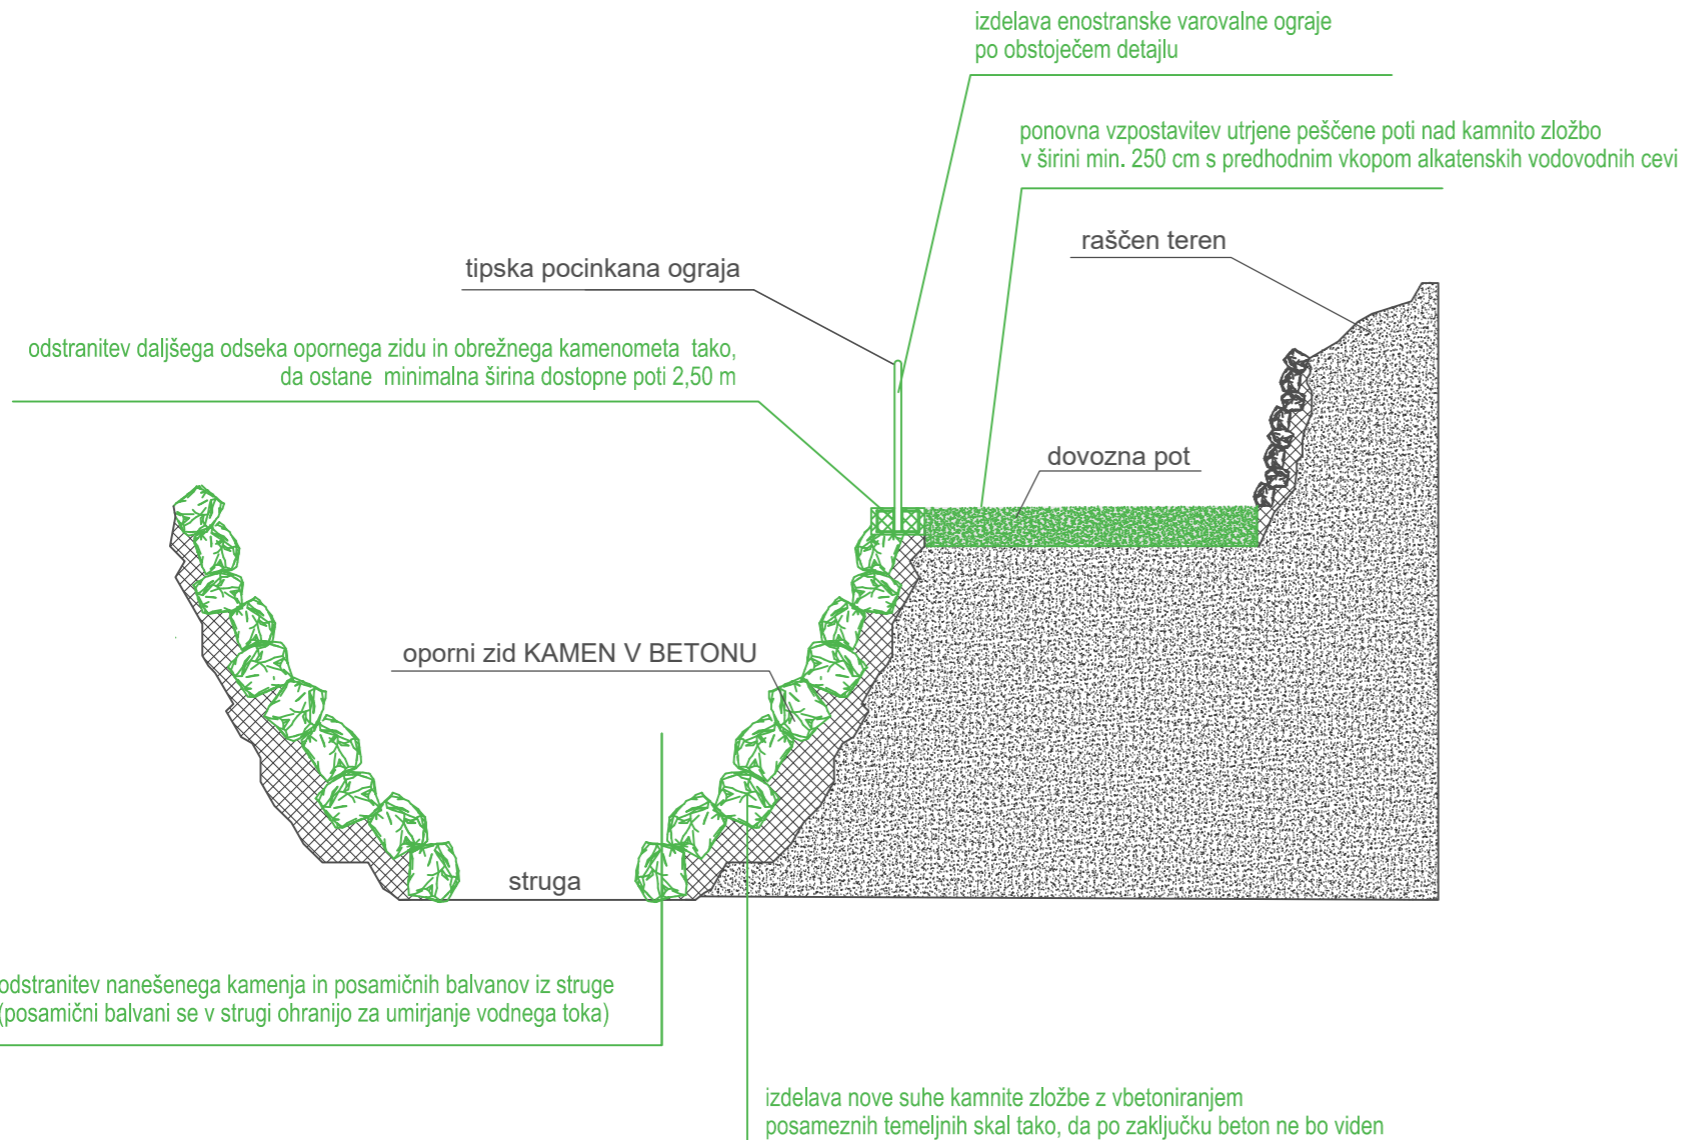 izdelava enostranske varovalne ograje
po obstoječem detajlu
ponovna vzpostavitev utrjene peščene poti nad kamnito zložbo
v širini min. 250 cm s predhodnim vkopom alkatenskih vodovodnih cevi
raščen teren
tipska pocinkana ograja
odstranitev daljšega odseka opornega zidu in obrežnega kamenometa tako,
da ostane minimalna širina dostopne poti 2,50 m
dovozna pot
oporni zid KAMEN V BETONU
struga
odstranitev nanešenega kamenja in posamičnih balvanov iz struge
(posamični balvani se v strugi ohranijo za umirjanje vodnega toka)
izdelava nove suhe kamnite zložbe z vbetoniranjem
posameznih temeljnih skal tako, da po zaključku beton ne bo viden